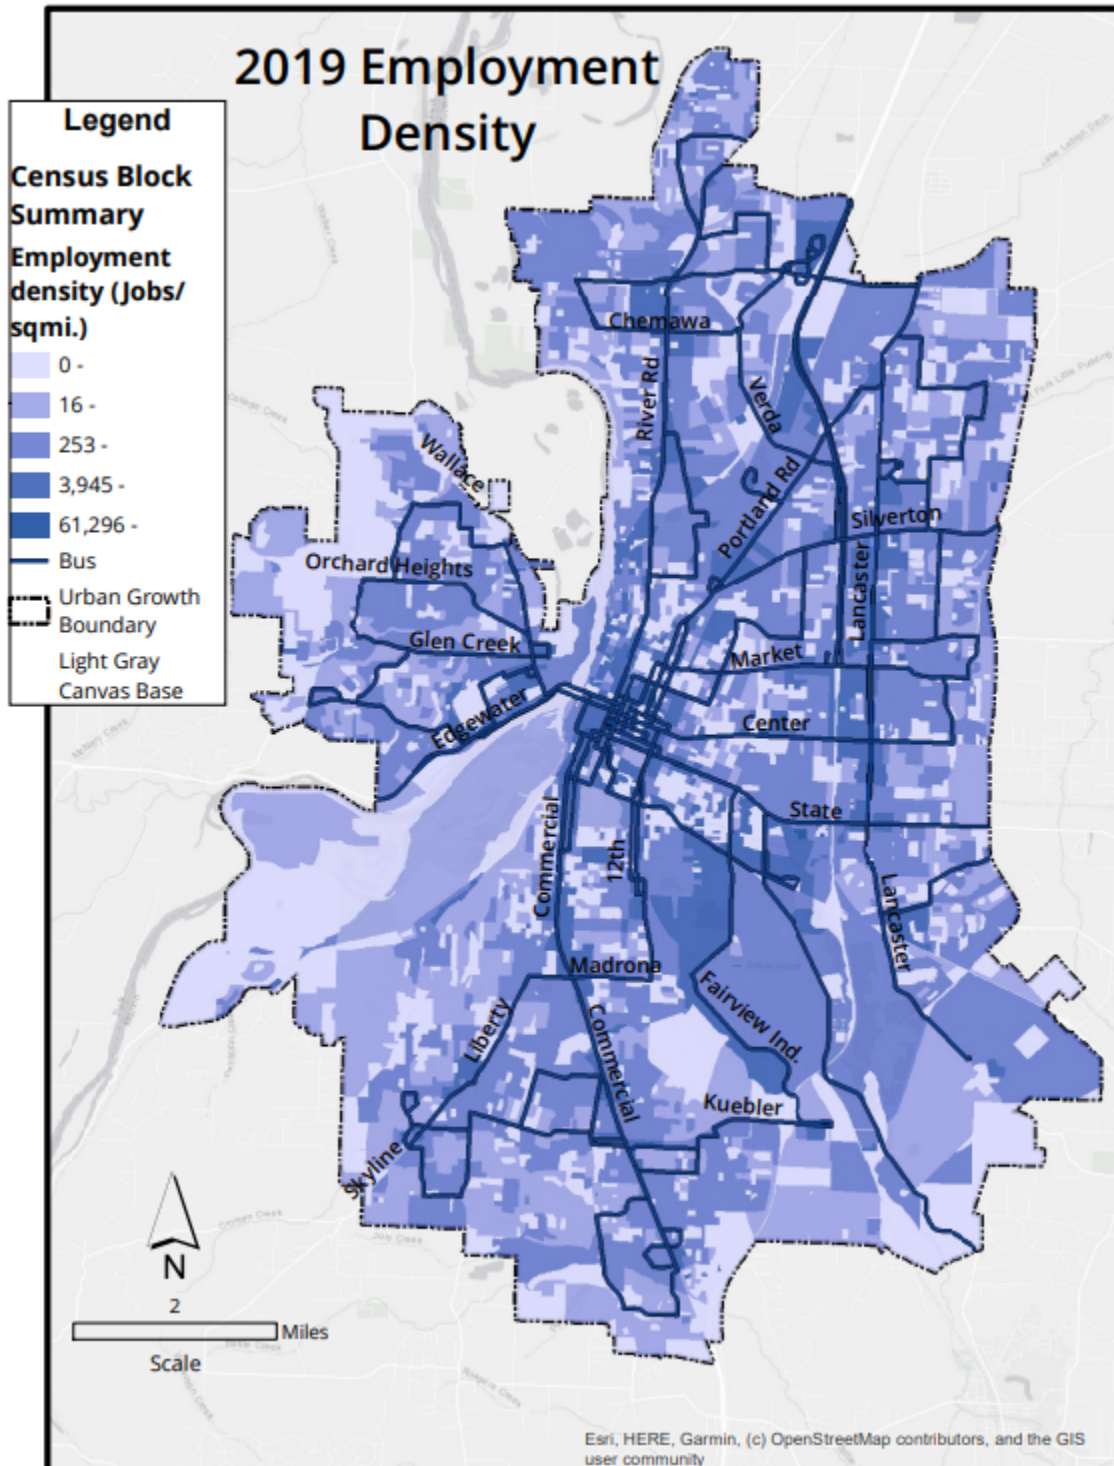 2019 Employment
Density
Legend
Census Block
Summary
Employment
density (Jobs/
sqmi.)
0 -
16 -
253 -
3,945 -
61,296 -
Bus
Urban Growth
Boundary
Light Gray
Canvas Base
Chemawa
River Rd
Verda
Portland Rd
Wallace
Silverton
Orchard Heights
Lancaster
Glen Creek
Market
Edgewater
Center
State
Commercial
12th
Lancaster
Madrona
Fairview Ind.
Liberty
Commercial
Kuebler
Skyline
N
2
Miles
Scale
Esri, HERE, Garmin, (c) OpenStreetMap contributors, and the GIS
user community